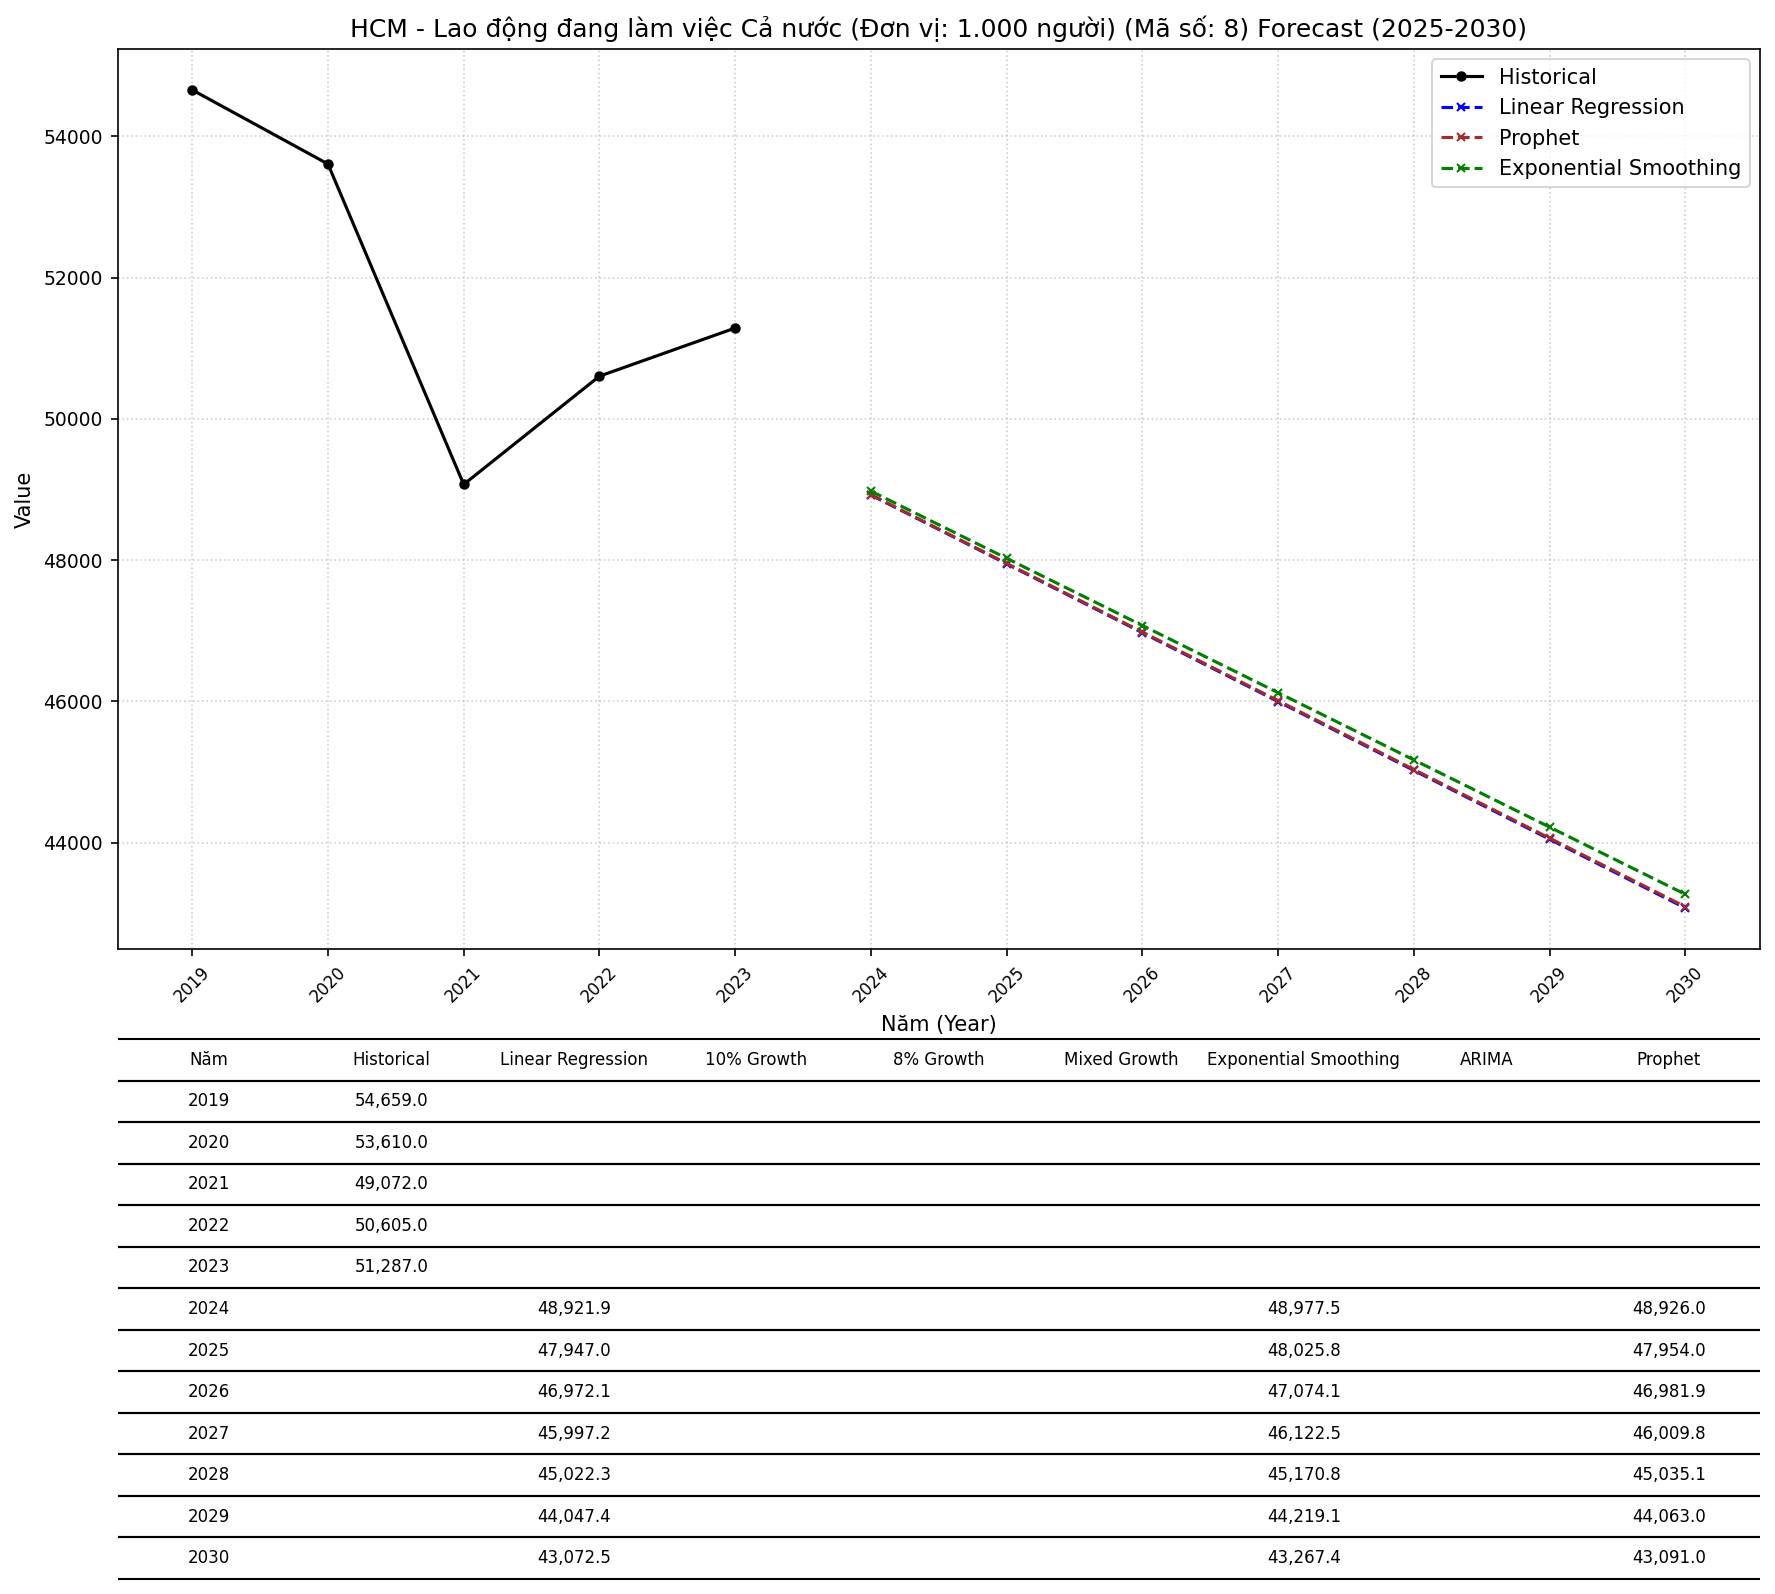 HCM - Lao động đang làm việc Cả nước (Đơn vị: 1.000 người) (Mã số: 8) Forecast (2025-2030)
Historical
Linear Regression
Prophet
Exponential Smoothing
54000
52000
50000
48000
46000
44000
Value
2019 2020 2021 2022 2023 2024 2025 2026 2027 2028 2029 2030
Năm (Year)
Năm Historical Linear Regression 10% Growth 8% Growth Mixed Growth Exponential Smoothing ARIMA Prophet
2019 54,659.0
2020 53,610.0
2021 49,072.0
2022 50,605.0
2023 51,287.0
2024 48,921.9 48,977.5 48,926.0
2025 47,947.0 48,025.8 47,954.0
2026 46,972.1 47,074.1 46,981.9
2027 45,997.2 46,122.5 46,009.8
2028 45,022.3 45,170.8 45,035.1
2029 44,047.4 44,219.1 44,063.0
2030 43,072.5 43,267.4 43,091.0